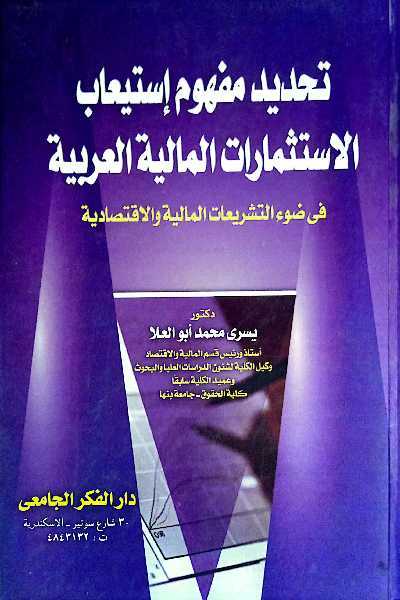 تحديد مفهوم إستيعاب
الاستثمارات المالية العربية
فى ضوء التشريعات المالية والاقتصادية
دكتور
يسرى محمد أبو العلا
أستاذ ورئيس قسم المالية والاقتصاد
وكيل الكلية لشئون الدراسات العليا والبحوث
وعميد الكلية سابقا
كلية الحقوق - جامعة بنها
دار الفكر الجامعى
٣٠ شارع سوتير - الاسكندرية
ت : ٤٨٤٣١٣٢
0%